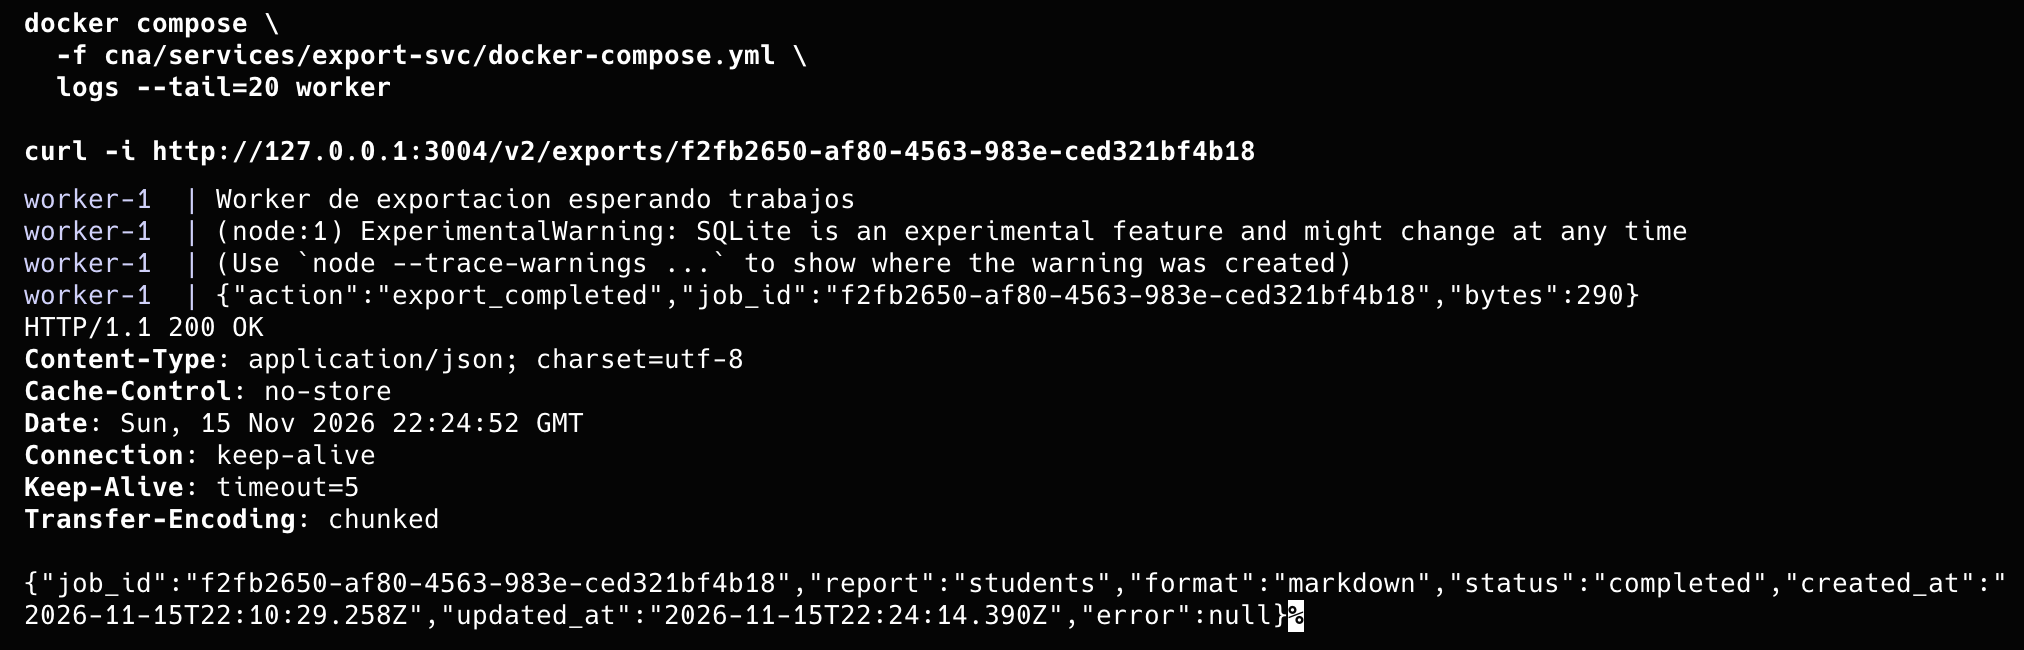 docker compose \
  -f cna/services/export-svc/docker-compose.yml \
  logs --tail=20 worker

curl -i http://127.0.0.1:3004/v2/exports/f2fb2650-af80-4563-983e-ced321bf4b18
worker-1  | Worker de exportacion esperando trabajos
worker-1  | (node:1) ExperimentalWarning: SQLite is an experimental feature and might change at any time
worker-1  | (Use `node --trace-warnings ...` to show where the warning was created)
worker-1  | {"action":"export_completed","job_id":"f2fb2650-af80-4563-983e-ced321bf4b18","bytes":290}
HTTP/1.1 200 OK
Content-Type: application/json; charset=utf-8
Cache-Control: no-store
Date: Sun, 15 Nov 2026 22:24:52 GMT
Connection: keep-alive
Keep-Alive: timeout=5
Transfer-Encoding: chunked

{"job_id":"f2fb2650-af80-4563-983e-ced321bf4b18","report":"students","format":"markdown","status":"completed","created_at":"
2026-11-15T22:10:29.258Z","updated_at":"2026-11-15T22:24:14.390Z","error":null}%